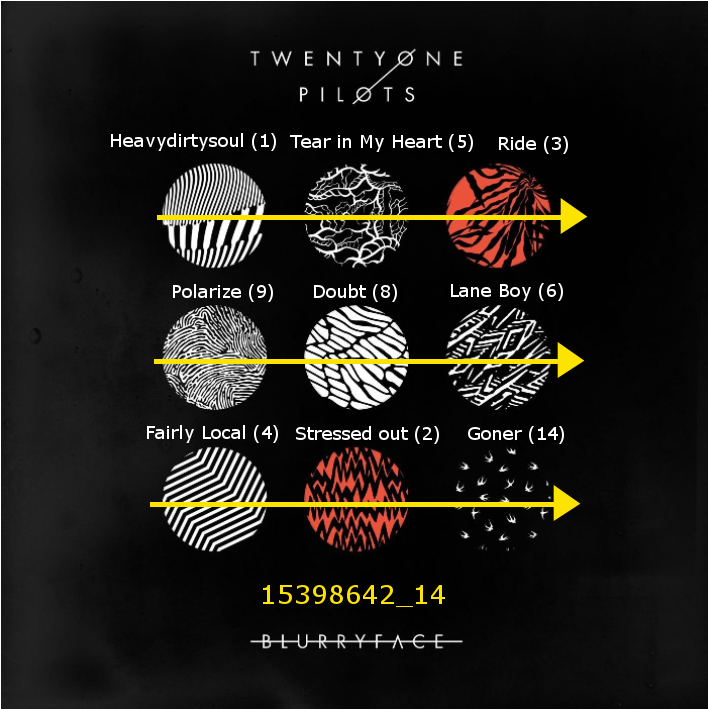 TWENTY ØNE
PILØTS
Heavydirtysoul (1) Tear in My Heart (5) Ride (3)
Polarize (9) Doubt (8) Lane Boy (6)
Fairly Local (4) Stressed out (2) Goner (14)
15398642_14
BLURRYFACE